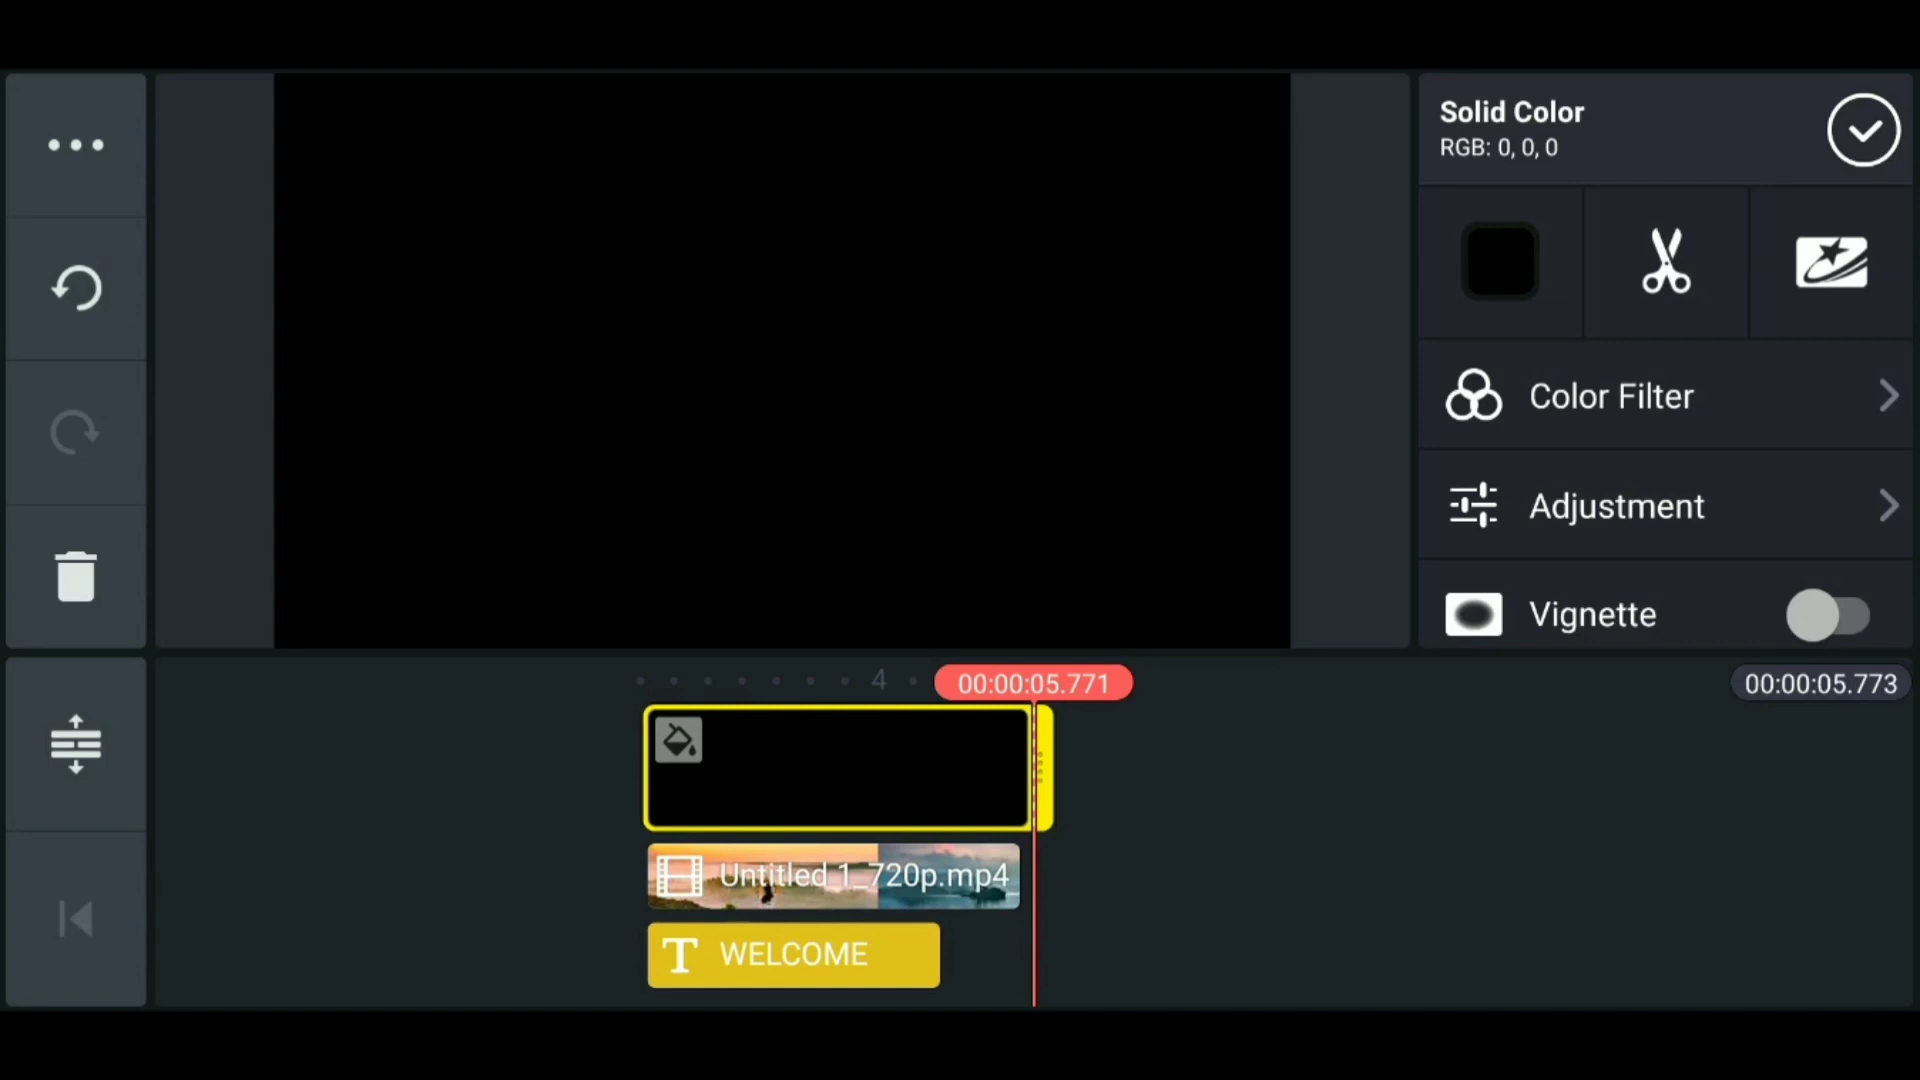 Solid Color
RGB: 0, 0, 0
Color Filter
Adjustment
Vignette
4
00:00:05.771
00:00:05.773
Untitled 1_720p.mp4
T WELCOME